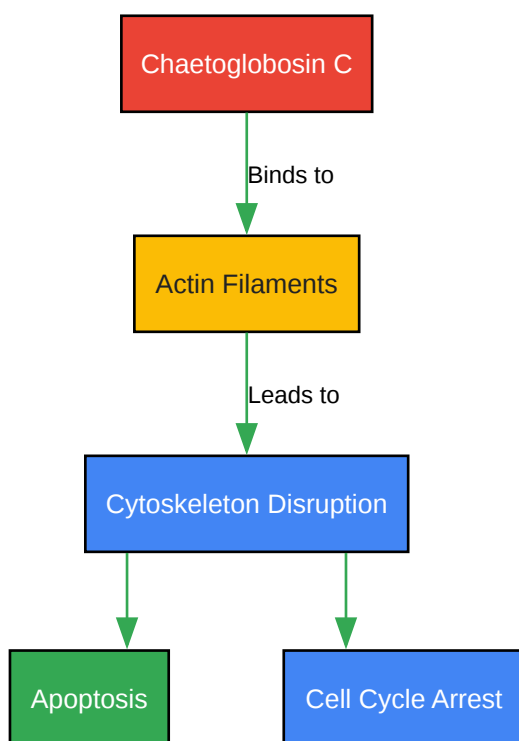 Chaetoglobosin C
Binds to
Actin Filaments
Leads to
Cytoskeleton Disruption
Apoptosis
Cell Cycle Arrest